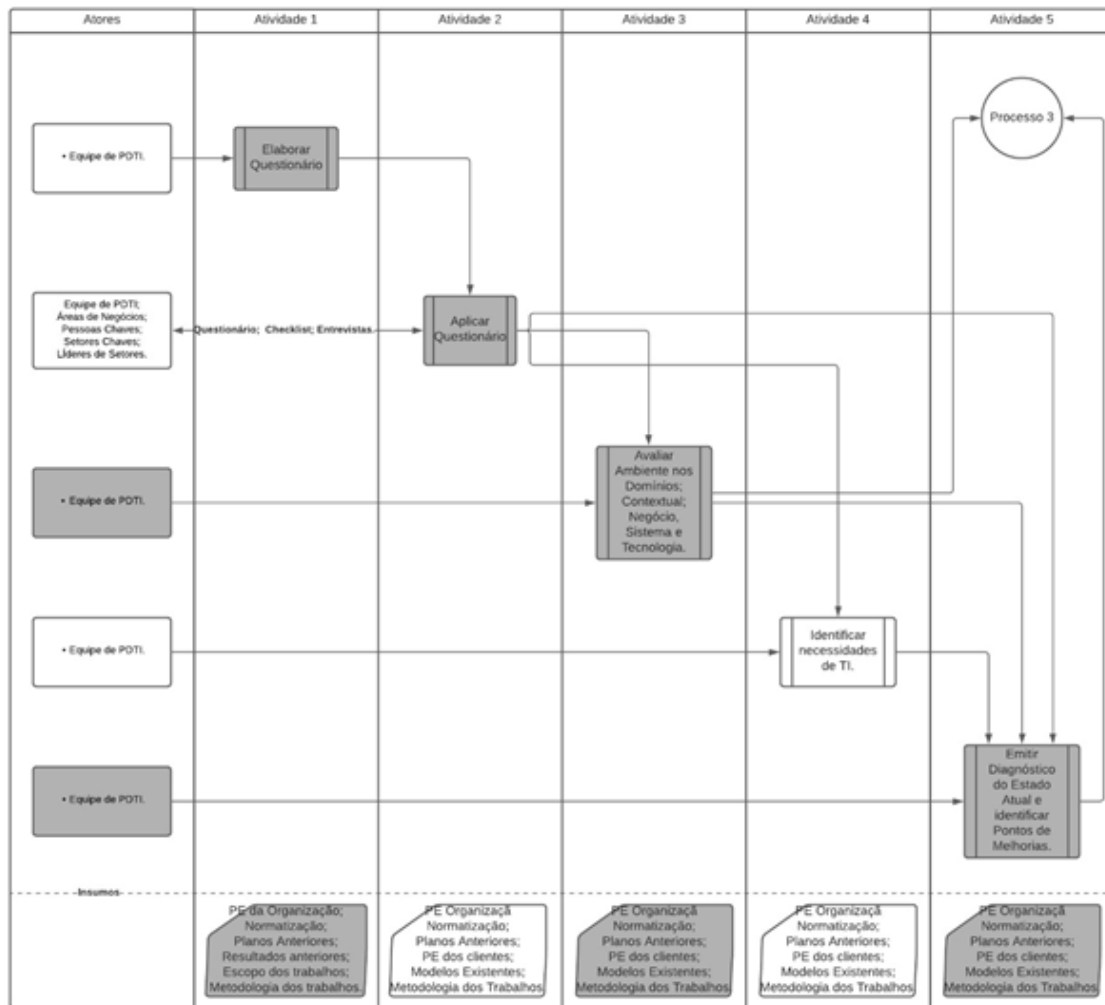 Atores
Atividade 1
Atividade 2
Atividade 3
Atividade 4
Atividade 5
Processo 3
• Equipe de PDTI.
Elaborar
Questionário
Equipe de PDTI;
Áreas de Negócios;
Pessoas Chaves;
Setores Chaves;
Líderes de Setores.
Questionário; Checklist; Entrevistas.
Aplicar
Questionário
• Equipe de PDTI.
Avaliar
Ambiente nos
Domínios;
Contextual;
Negócio,
Sistema e
Tecnologia.
• Equipe de PDTI.
Identificar
necessidades
de TI.
• Equipe de PDTI.
Emitir
Diagnóstico
do Estado
Atual e
identificar
Pontos de
Melhorias.
Insumos
PE da Organização;
Normatização;
Planos Anteriores;
Resultados anteriores;
Escopo dos trabalhos;
Metodologia dos trabalhos.
PE Organizaçã
Normatização;
Planos Anteriores;
PE dos clientes;
Modelos Existentes;
Metodologia dos Trabalhos
PE Organizaçã
Normatização;
Planos Anteriores;
PE dos clientes;
Modelos Existentes;
Metodologia dos Trabalhos
PE Organizaçã
Normatização;
Planos Anteriores;
PE dos clientes;
Modelos Existentes;
Metodologia dos Trabalhos
PE Organizaçã
Normatização;
Planos Anteriores;
PE dos clientes;
Modelos Existentes;
Metodologia dos Trabalhos